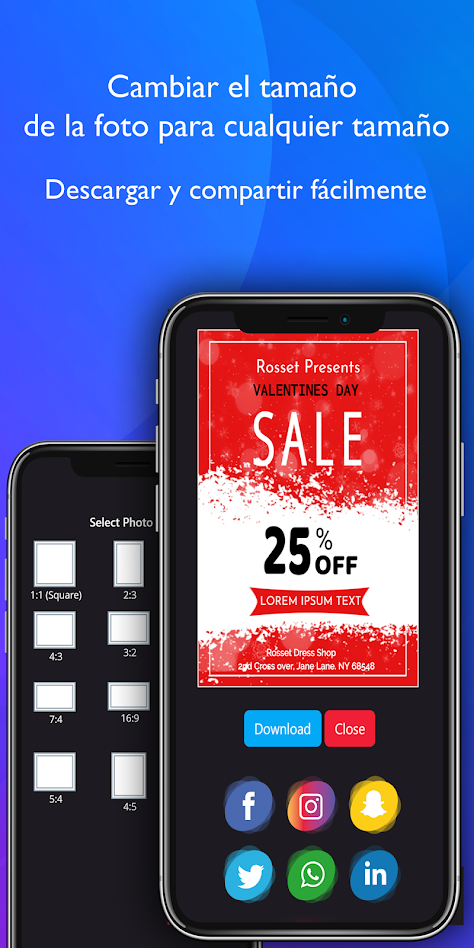 Cambiar el tamaño
de la foto para cualquier tamaño
Descargar y compartir fácilmente
Rosset Presents
VALENTINES DAY
SALE
25% OFF
LOREM IPSUM TEXT
Rosset Dress Shop
2nd Cross over, Jane Lane. NY 68548
Download Close
f
in
Select Photo
1:1 (Square) 2:3
4:3 3:2
7:4 16:9
5:4 4:5